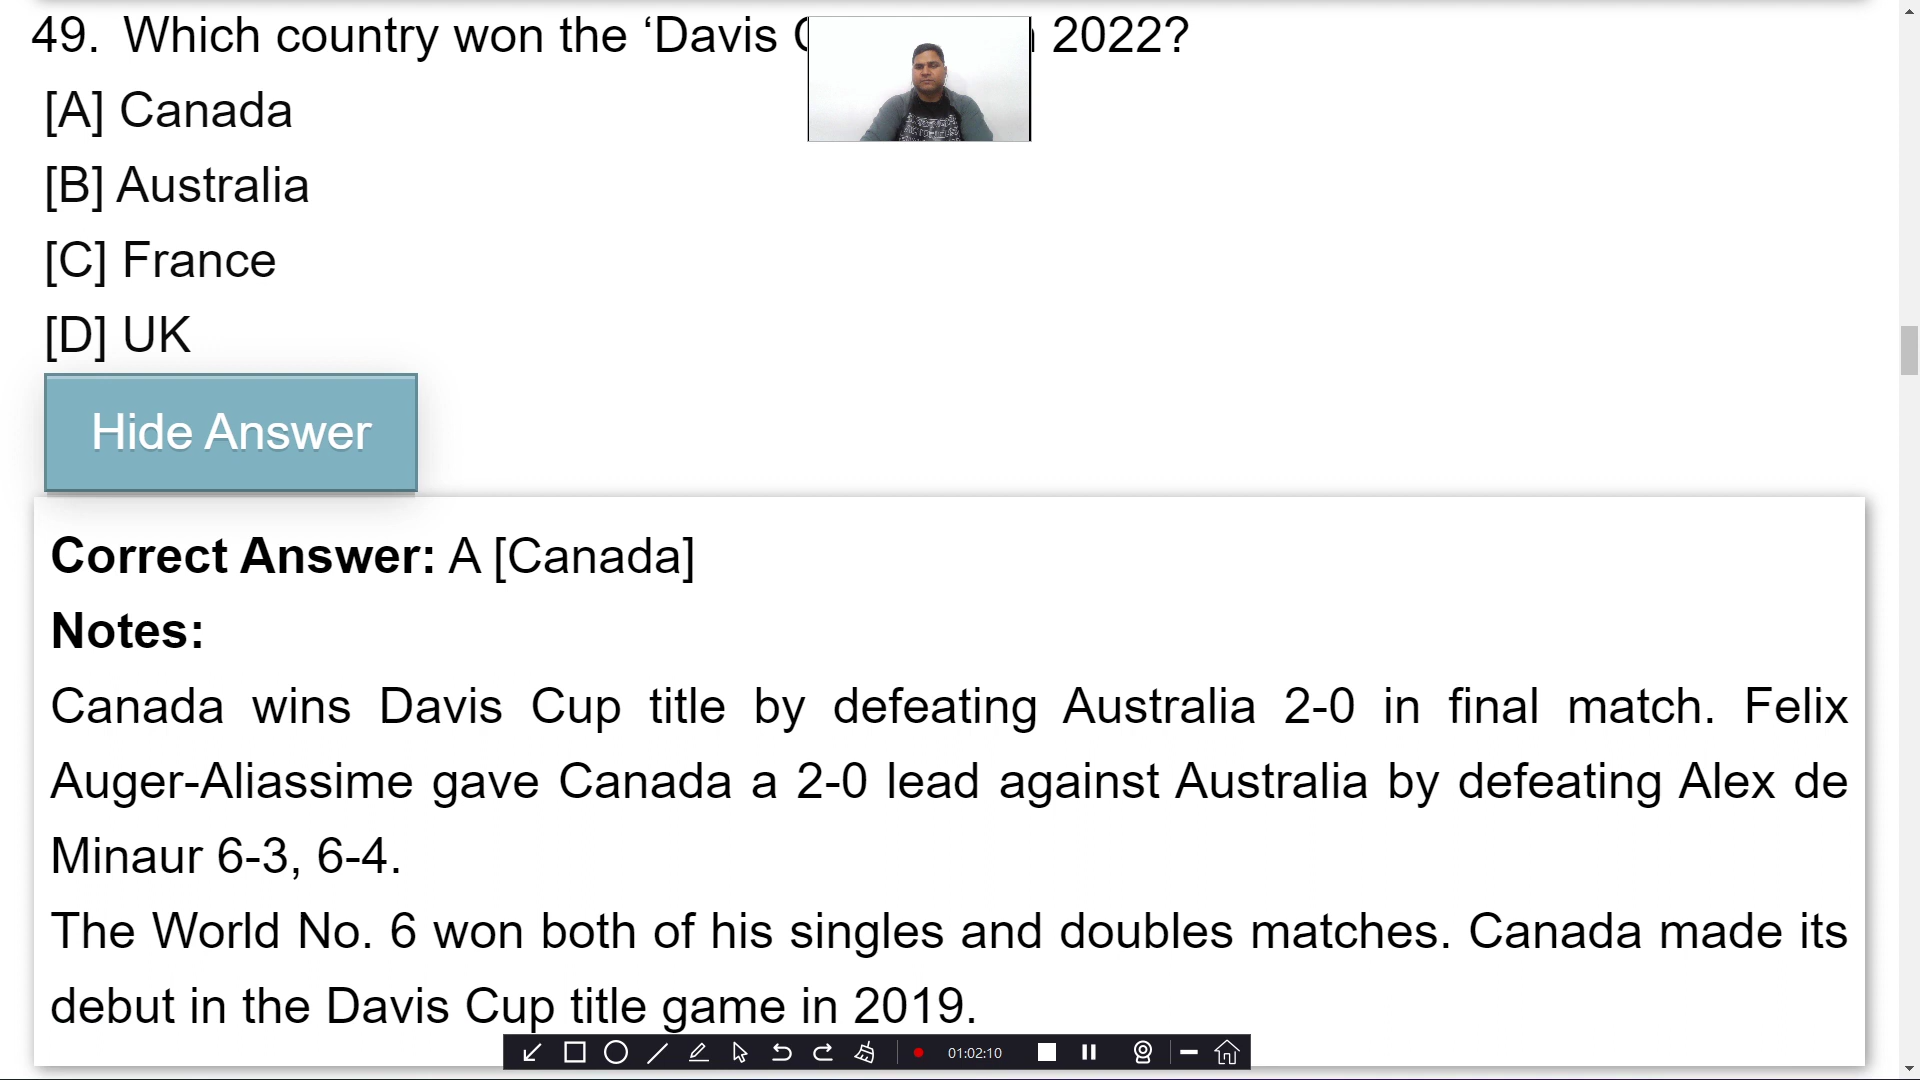 49. Which country won the ‘Davis 2022?
[A] Canada
[B] Australia
[C] France
[D] UK
Hide Answer
Correct Answer: A [Canada]
Notes:
Canada wins Davis Cup title by defeating Australia 2-0 in final match. Felix
Auger-Aliassime gave Canada a 2-0 lead against Australia by defeating Alex de
Minaur 6-3, 6-4.
The World No. 6 won both of his singles and doubles matches. Canada made its
debut in the Davis Cup title game in 2019.
01:02:10